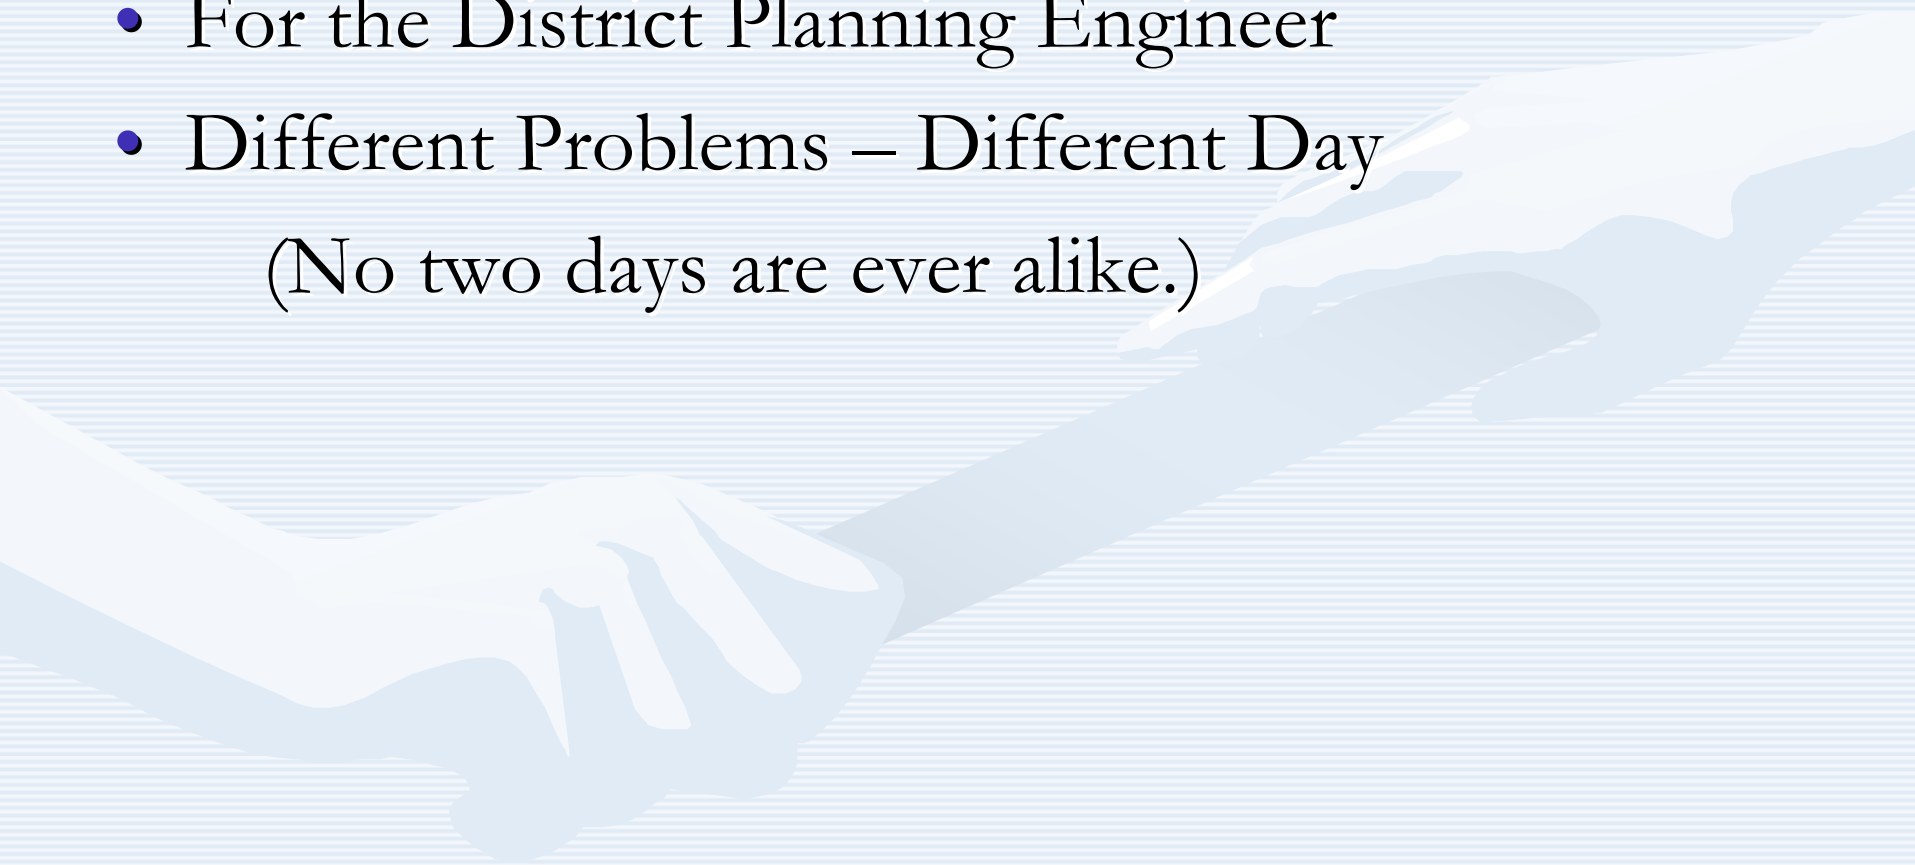 • For the District Planning Engineer
• Different Problems – Different Day
(No two days are ever alike.)